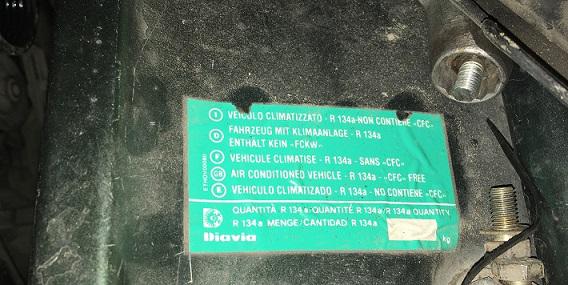 I VEICULO CLIMATIZZATO - R 134a - NON CONTIENE «CFC»
D FAHRZEUG MIT KLIMAANLAGE - R 134a
ENTHÄLT KEIN «FCKW»
F VEHICULE CLIMATISE - R 134a - SANS «CFC»
GB AIR CONDITIONED VEHICLE - R 134a - «CFC» FREE
E VEHICULO CLIMATIZADO - R 134a - NO CONTIENE «CFC»
QUANTITÀ R 134a/QUANTITÉ R 134a/R 134a QUANTITY
R 134a MENGE/CANTIDAD R 134a
Diavia kg